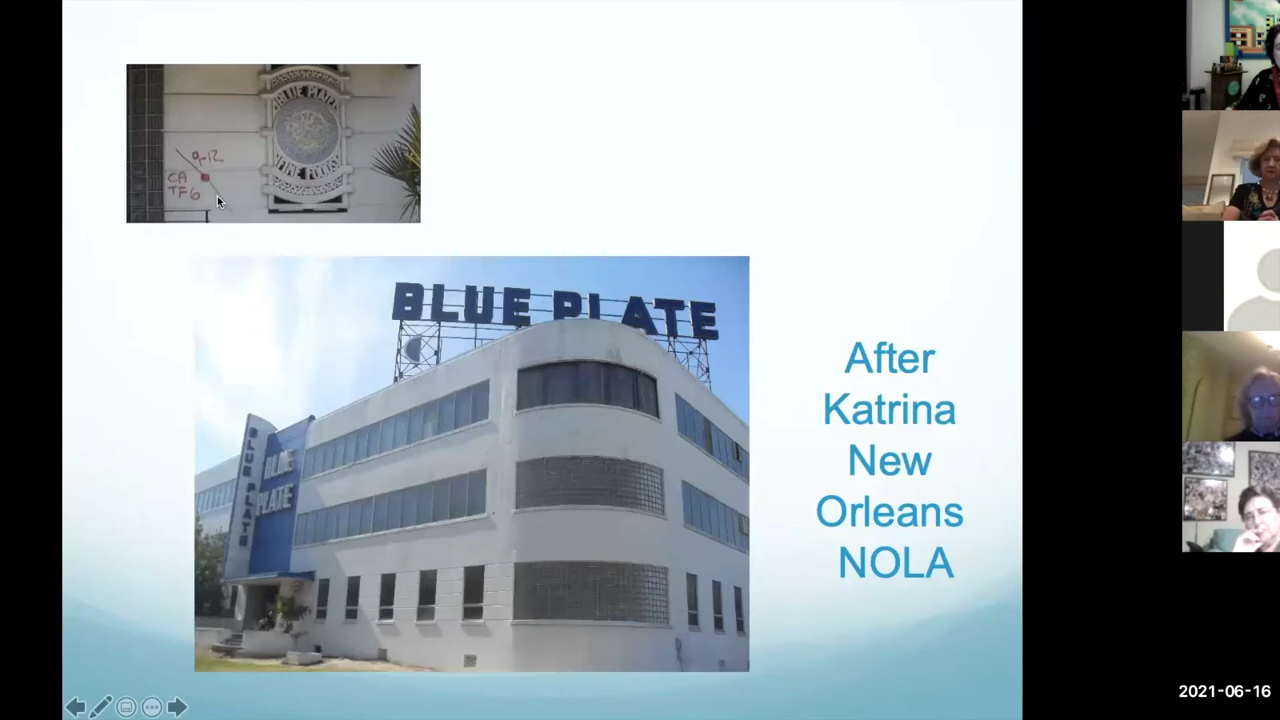 BLUE PLATE
FINE FOODS
9-12
CA
TF6
BLUE PLATE
BLUE PLATE
BLUE
PLATE
After
Katrina
New
Orleans
NOLA
2021-06-16